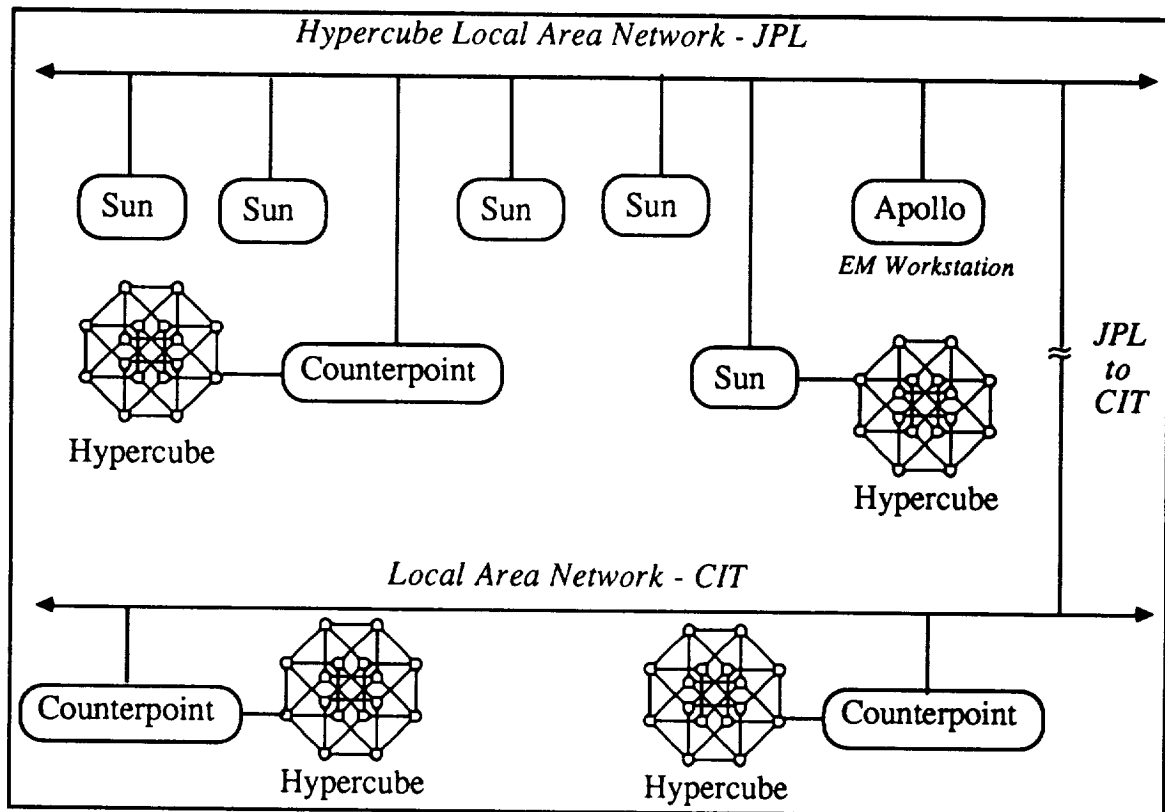 Hypercube Local Area Network - JPL
Sun
Sun
Sun
Sun
Apollo
EM Workstation
Counterpoint
Sun
JPL
to
CIT
Hypercube
Hypercube
Local Area Network - CIT
Counterpoint
Counterpoint
Hypercube
Hypercube